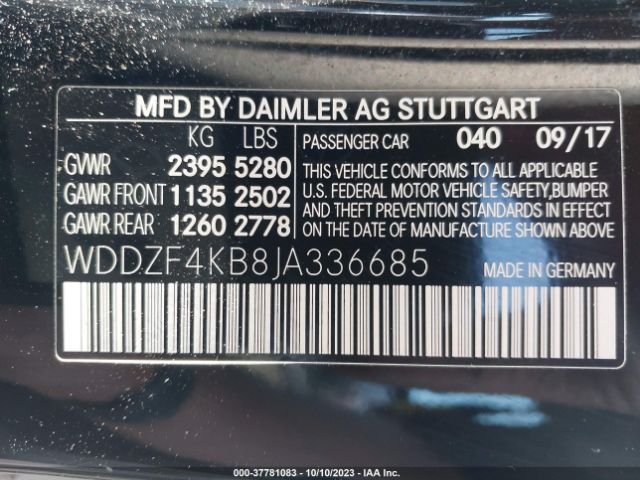 MFD BY DAIMLER AG STUTTGART
KG LBS PASSENGER CAR 040 09/17
GVWR 2395 5280
GAWR FRONT 1135 2502
GAWR REAR 1260 2778
THIS VEHICLE CONFORMS TO ALL APPLICABLE
U.S. FEDERAL MOTOR VEHICLE SAFETY,BUMPER
AND THEFT PREVENTION STANDARDS IN EFFECT
ON THE DATE OF MANUFACTURE SHOWN ABOVE
WDDZF4KB8JA336685 MADE IN GERMANY
000-37781083 - 10/10/2023 - IAA Inc.